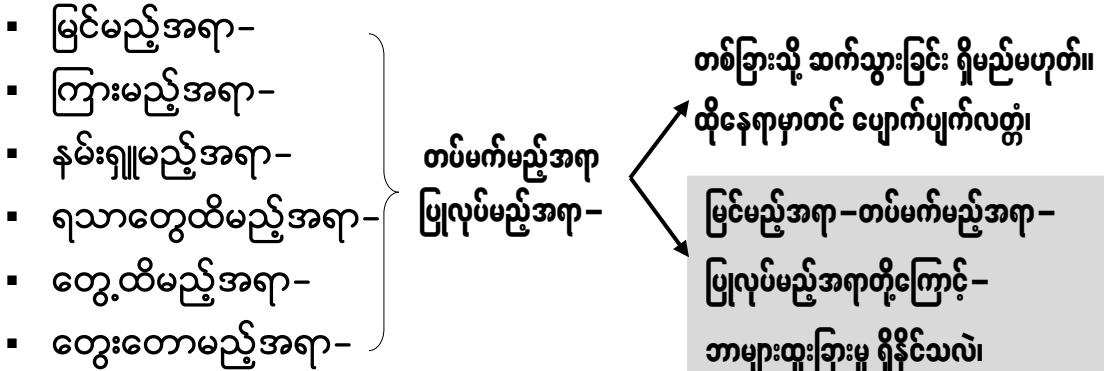 ▪ မြင်မည့်အရာ–
▪ ကြားမည့်အရာ–
▪ နမ်းရှူမည့်အရာ–
▪ ရသာတွေထိမည့်အရာ–
▪ တွေ့ထိမည့်အရာ–
▪ တွေးတောမည့်အရာ–
တပ်မက်မည့်အရာ
ပြုလုပ်မည့်အရာ–
တစ်ခြားသို့ ဆက်သွားခြင်း ရှိမည်မဟုတ်။
ထိုနေရာမှာတင် ပျောက်ပျက်လတ္တံ့၊
မြင်မည့်အရာ–တပ်မက်မည့်အရာ–
ပြုလုပ်မည့်အရာတို့ကြောင့်–
ဘာများထူးခြားမှု ရှိနိုင်သလဲ၊